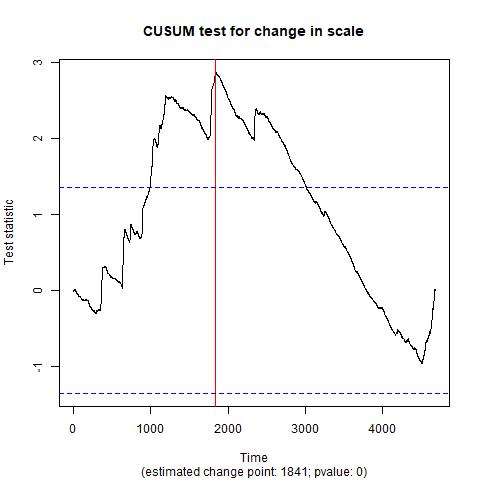 CUSUM test for change in scale
3
2
1
0
-1
Test statistic
0 1000 2000 3000 4000
Time
(estimated change point: 1841; pvalue: 0)